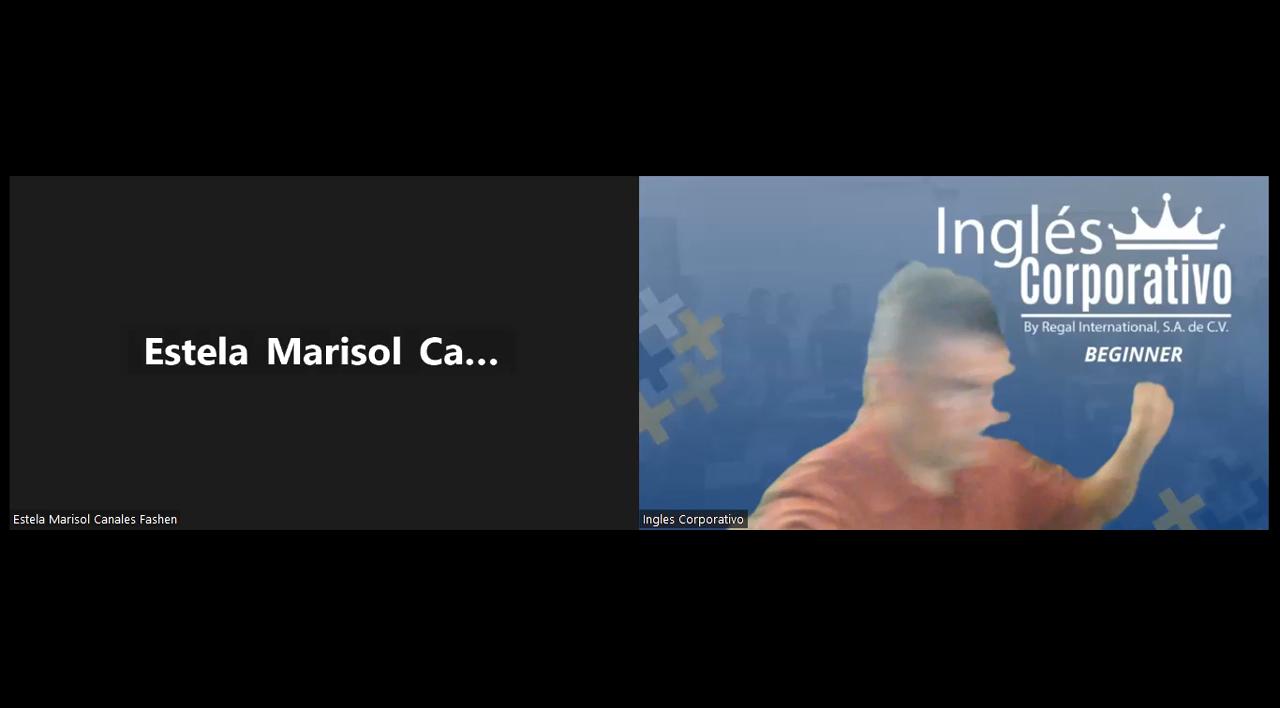 Estela Marisol Ca...
Estela Marisol Canales Fashen
Inglés
Corporativo
By Regal International, S.A. de C.V.
BEGINNER
Ingles Corporativo